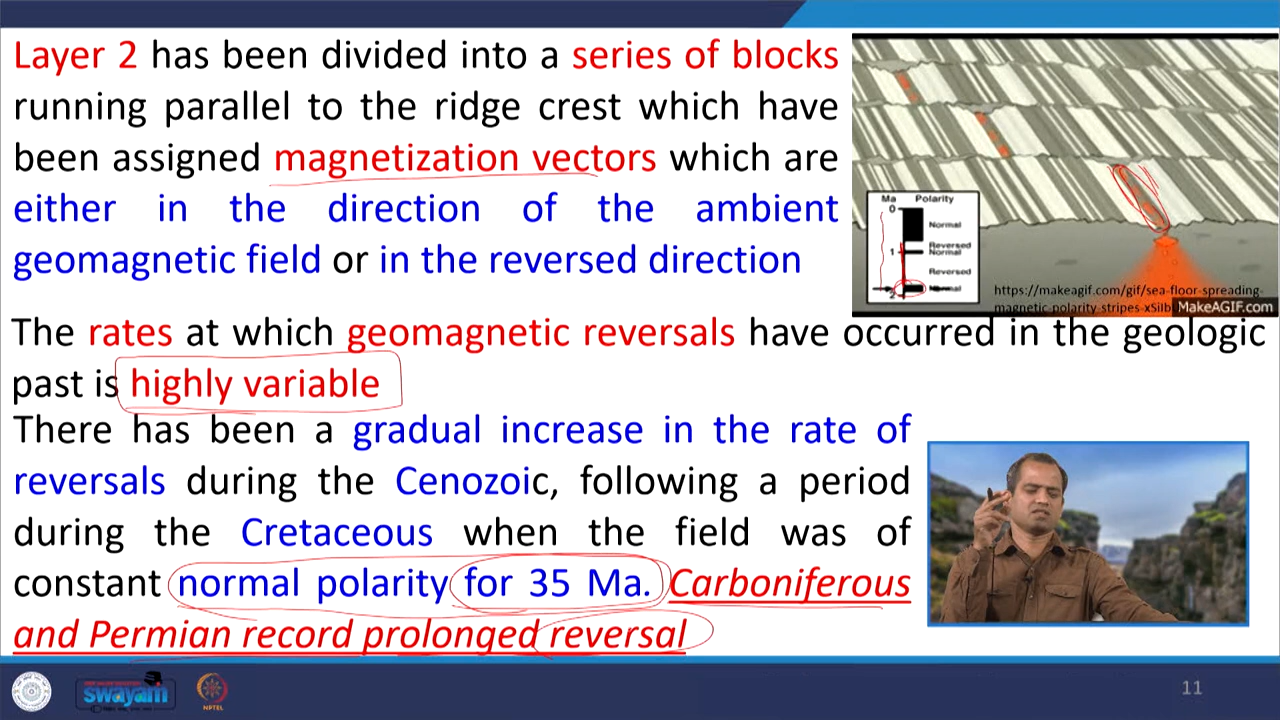 Layer 2 has been divided into a series of blocks
running parallel to the ridge crest which have
been assigned magnetization vectors which are
either in the direction of the ambient
geomagnetic field or in the reversed direction
Ma Polarity
0
Normal
Reversed
1
Normal
Reversed
2
https://makeagif.com/gif/sea-floor-spreading-
MakeAGIF.com
The rates at which geomagnetic reversals have occurred in the geologic
past is highly variable
There has been a gradual increase in the rate of
reversals during the Cenozoic, following a period
during the Cretaceous when the field was of
constant normal polarity for 35 Ma. Carboniferous
and Permian record prolonged reversal
swayam
NPTEL
11